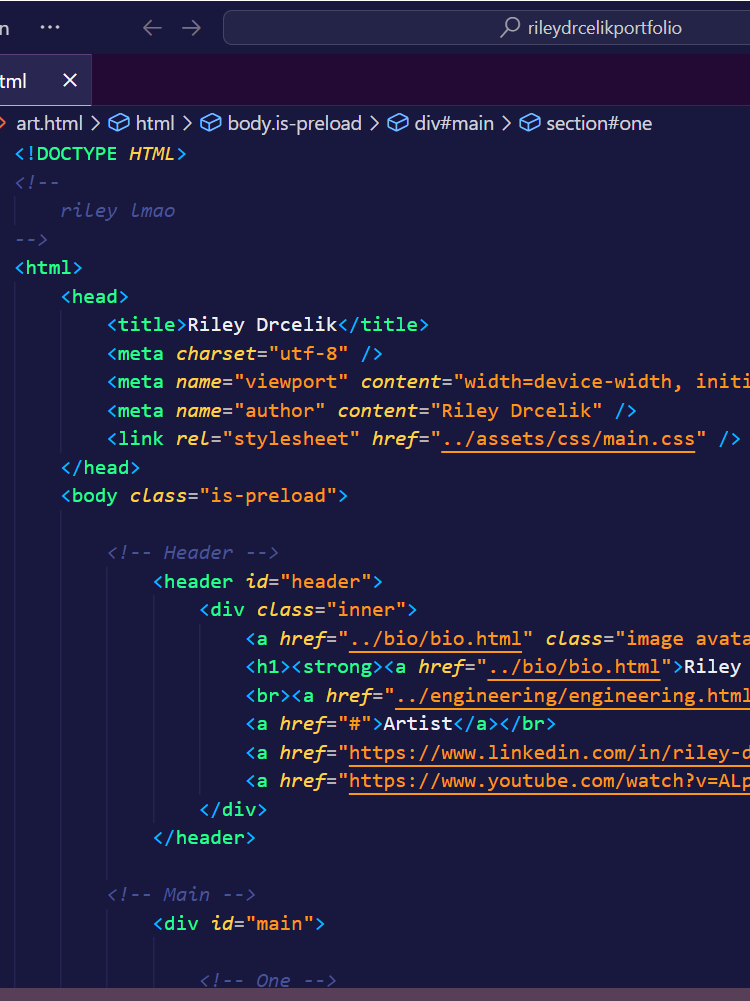 n ··· ← → rileydrcelikportfolio
tml ×
art.html > html > body.is-preload > div#main > section#one
<!DOCTYPE HTML>
<!--
riley lmao
-->
<html>
<head>
<title>Riley Drcelik</title>
<meta charset="utf-8" />
<meta name="viewport" content="width=device-width, initi
<meta name="author" content="Riley Drcelik" />
<link rel="stylesheet" href="../assets/css/main.css" />
</head>
<body class="is-preload">
<!-- Header -->
<header id="header">
<div class="inner">
<a href="../bio/bio.html" class="image avata
<h1><strong><a href="../bio/bio.html">Riley
<br><a href="../engineering/engineering.html
<a href="#">Artist</a></br>
<a href="https://www.linkedin.com/in/riley-d
<a href="https://www.youtube.com/watch?v=ALp
</div>
</header>
<!-- Main -->
<div id="main">
<!-- One -->